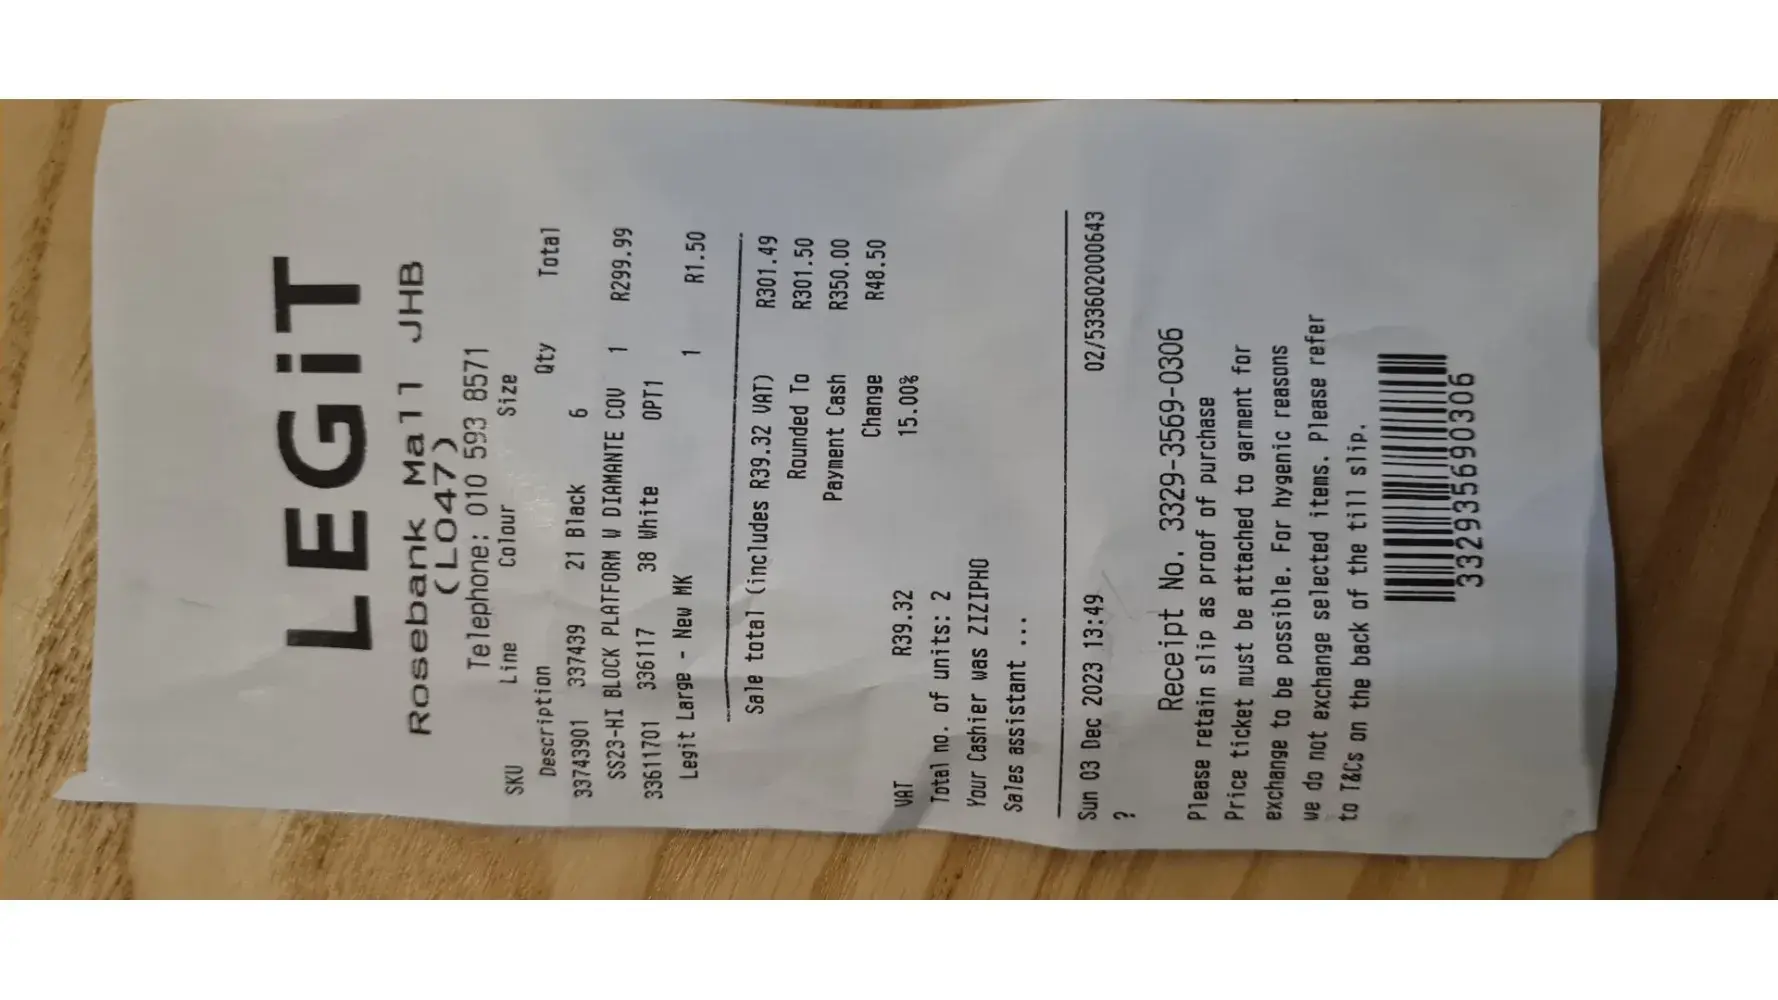 LEGiT
Rosebank Mall JHB
(L047)
Telephone: 010 593 8571
SKU Line Colour Size
Description Qty Total
33743901 337439 21 Black 6
SS23-HI BLOCK PLATFORM W DIAMANTE COU 1 R299.99
33611701 336117 38 White OPT1
Legit Large - New MK 1 R1.50
Sale total (includes R39.32 VAT) R301.49
Rounded To R301.50
Payment Cash R350.00
Change R48.50
VAT R39.32 15.00%
Total no. of units: 2
Your Cashier was ZIZIPHO
Sales assistant ...
Sun 03 Dec 2023 13:49 02/533602000643
?
Receipt No. 3329-3569-0306
Please retain slip as proof of purchase
Price ticket must be attached to garment for
exchange to be possible. For hygenic reasons
we do not exchange selected items. Please refer
to T&Cs on the back of the till slip.
332935690306